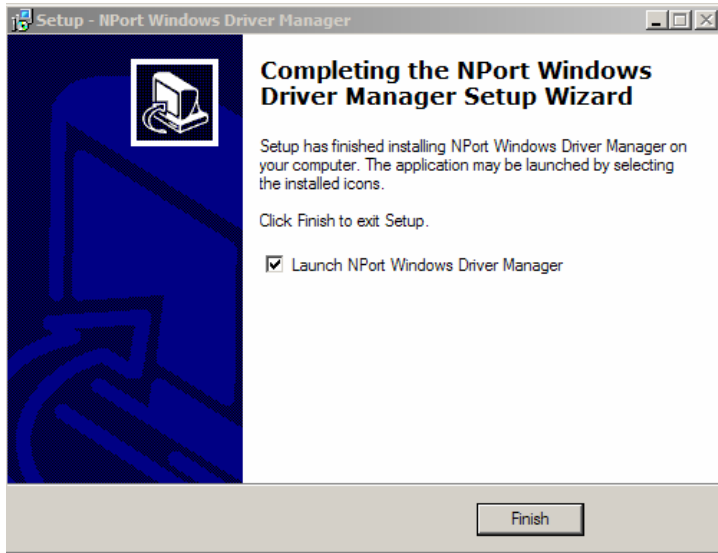 Setup - NPort Windows Driver Manager
Completing the NPort Windows
Driver Manager Setup Wizard
Setup has finished installing NPort Windows Driver Manager on
your computer. The application may be launched by selecting
the installed icons.
Click Finish to exit Setup.
Launch NPort Windows Driver Manager
Finish